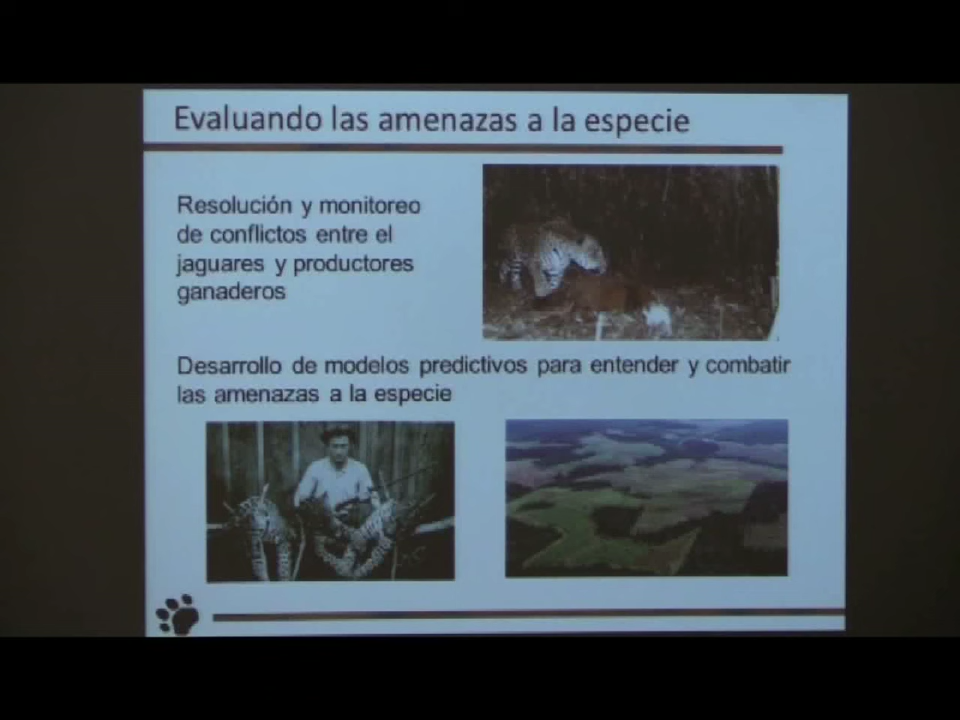 Evaluando las amenazas a la especie
Resolución y monitoreo
de conflictos entre el
jaguares y productores
ganaderos
Desarrollo de modelos predictivos para entender y combatir
las amenazas a la especie